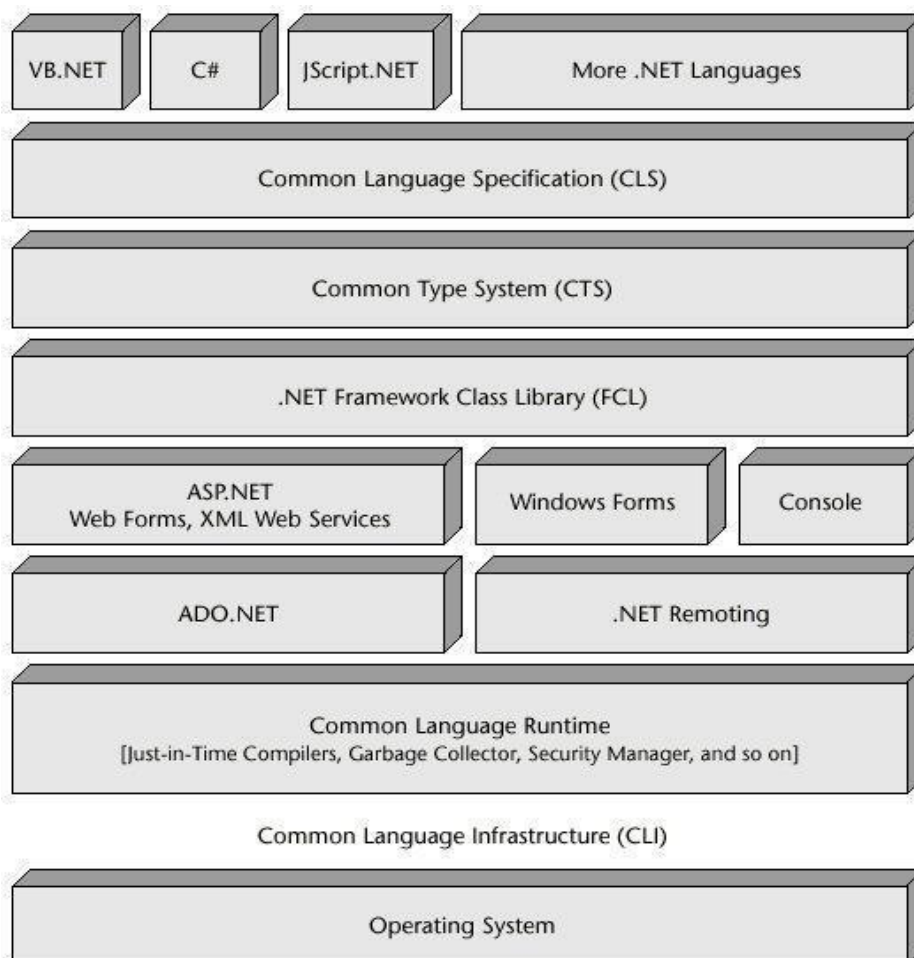 VB.NET
C#
JScript.NET
More .NET Languages
Common Language Specification (CLS)
Common Type System (CTS)
.NET Framework Class Library (FCL)
ASP.NET
Web Forms, XML Web Services
Windows Forms
Console
ADO.NET
.NET Remoting
Common Language Runtime
[Just-in-Time Compilers, Garbage Collector, Security Manager, and so on]
Common Language Infrastructure (CLI)
Operating System